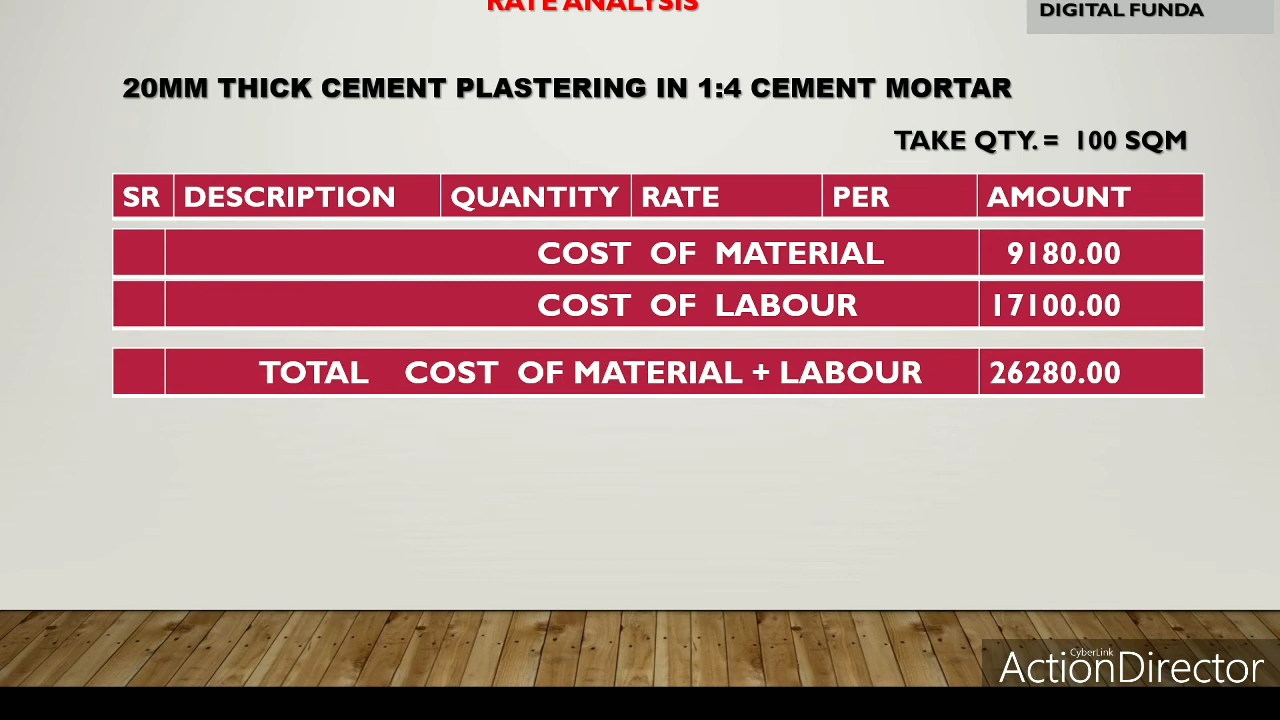 RATE ANALYSIS
DIGITAL FUNDA
20MM THICK CEMENT PLASTERING IN 1:4 CEMENT MORTAR
TAKE QTY. = 100 SQM
SR DESCRIPTION QUANTITY RATE PER AMOUNT
COST OF MATERIAL 9180.00
COST OF LABOUR 17100.00
TOTAL COST OF MATERIAL + LABOUR 26280.00
CyberLink
ActionDirector